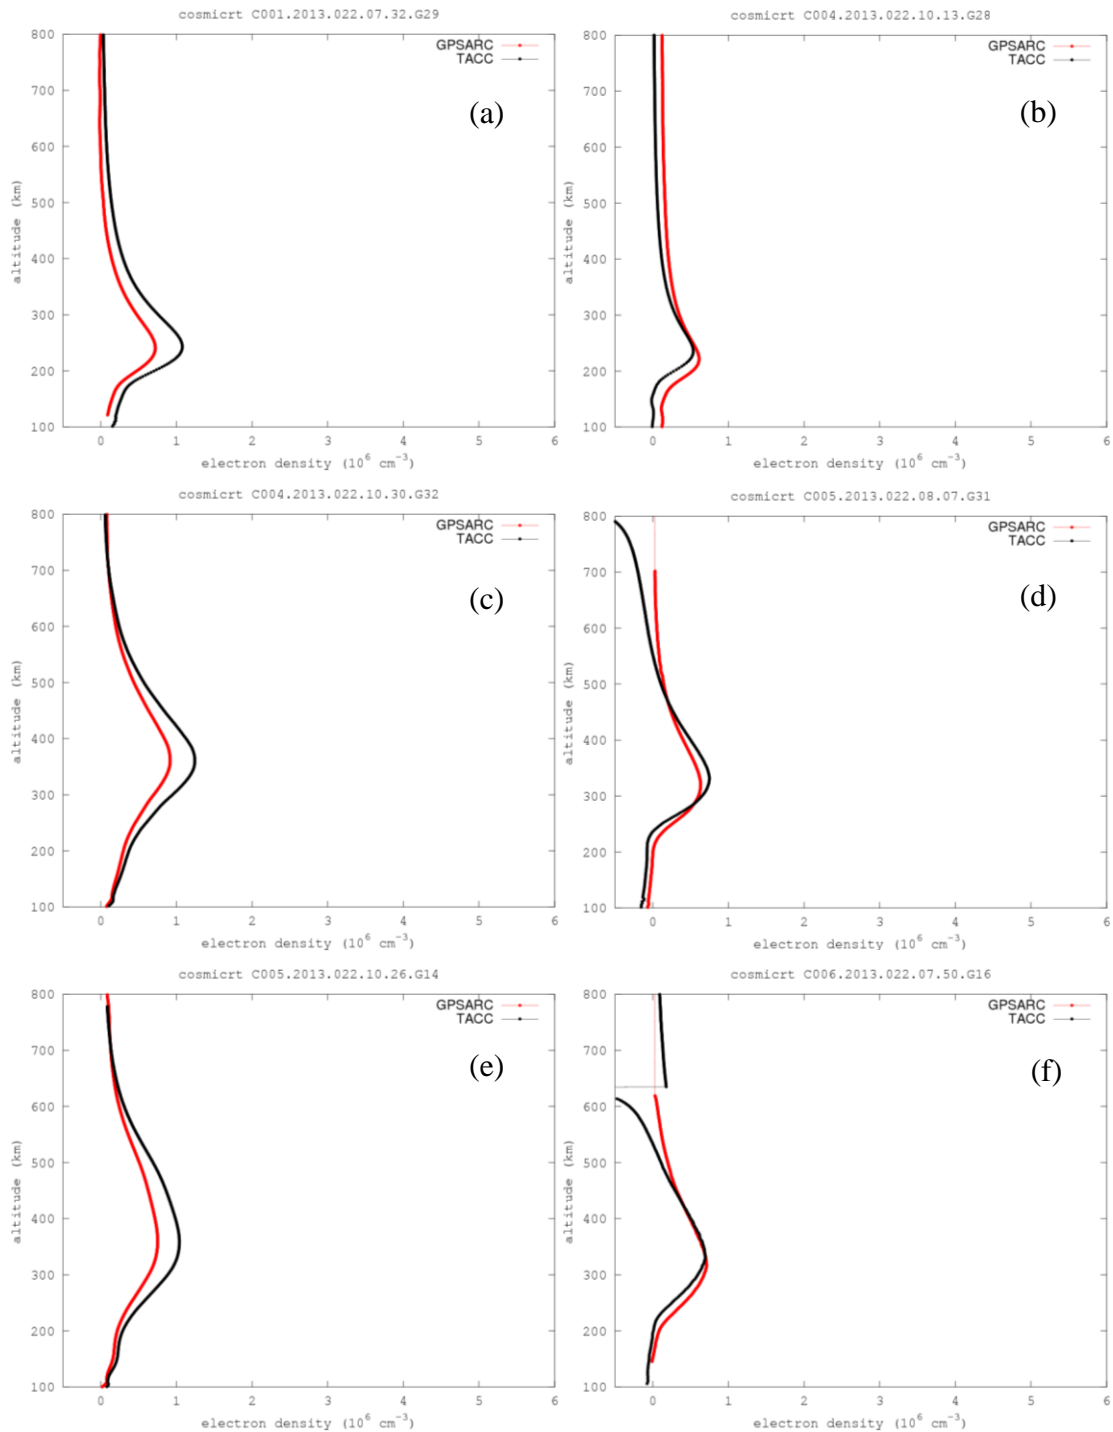 cosmicrt C001.2013.022.07.32.G29
GPSARC
TACC
(a)
800
700
600
500
400
300
200
100
altitude (km)
0 1 2 3 4 5 6
electron density (10⁶ cm⁻³)
cosmicrt C004.2013.022.10.13.G28
GPSARC
TACC
(b)
800
700
600
500
400
300
200
100
altitude (km)
0 1 2 3 4 5 6
electron density (10⁶ cm⁻³)
cosmicrt C004.2013.022.10.30.G32
GPSARC
TACC
(c)
800
700
600
500
400
300
200
100
altitude (km)
0 1 2 3 4 5 6
electron density (10⁶ cm⁻³)
cosmicrt C005.2013.022.08.07.G31
GPSARC
TACC
(d)
800
700
600
500
400
300
200
100
altitude (km)
0 1 2 3 4 5 6
electron density (10⁶ cm⁻³)
cosmicrt C005.2013.022.10.26.G14
GPSARC
TACC
(e)
800
700
600
500
400
300
200
100
altitude (km)
0 1 2 3 4 5 6
electron density (10⁶ cm⁻³)
cosmicrt C006.2013.022.07.50.G16
GPSARC
TACC
(f)
800
700
600
500
400
300
200
100
altitude (km)
0 1 2 3 4 5 6
electron density (10⁶ cm⁻³)